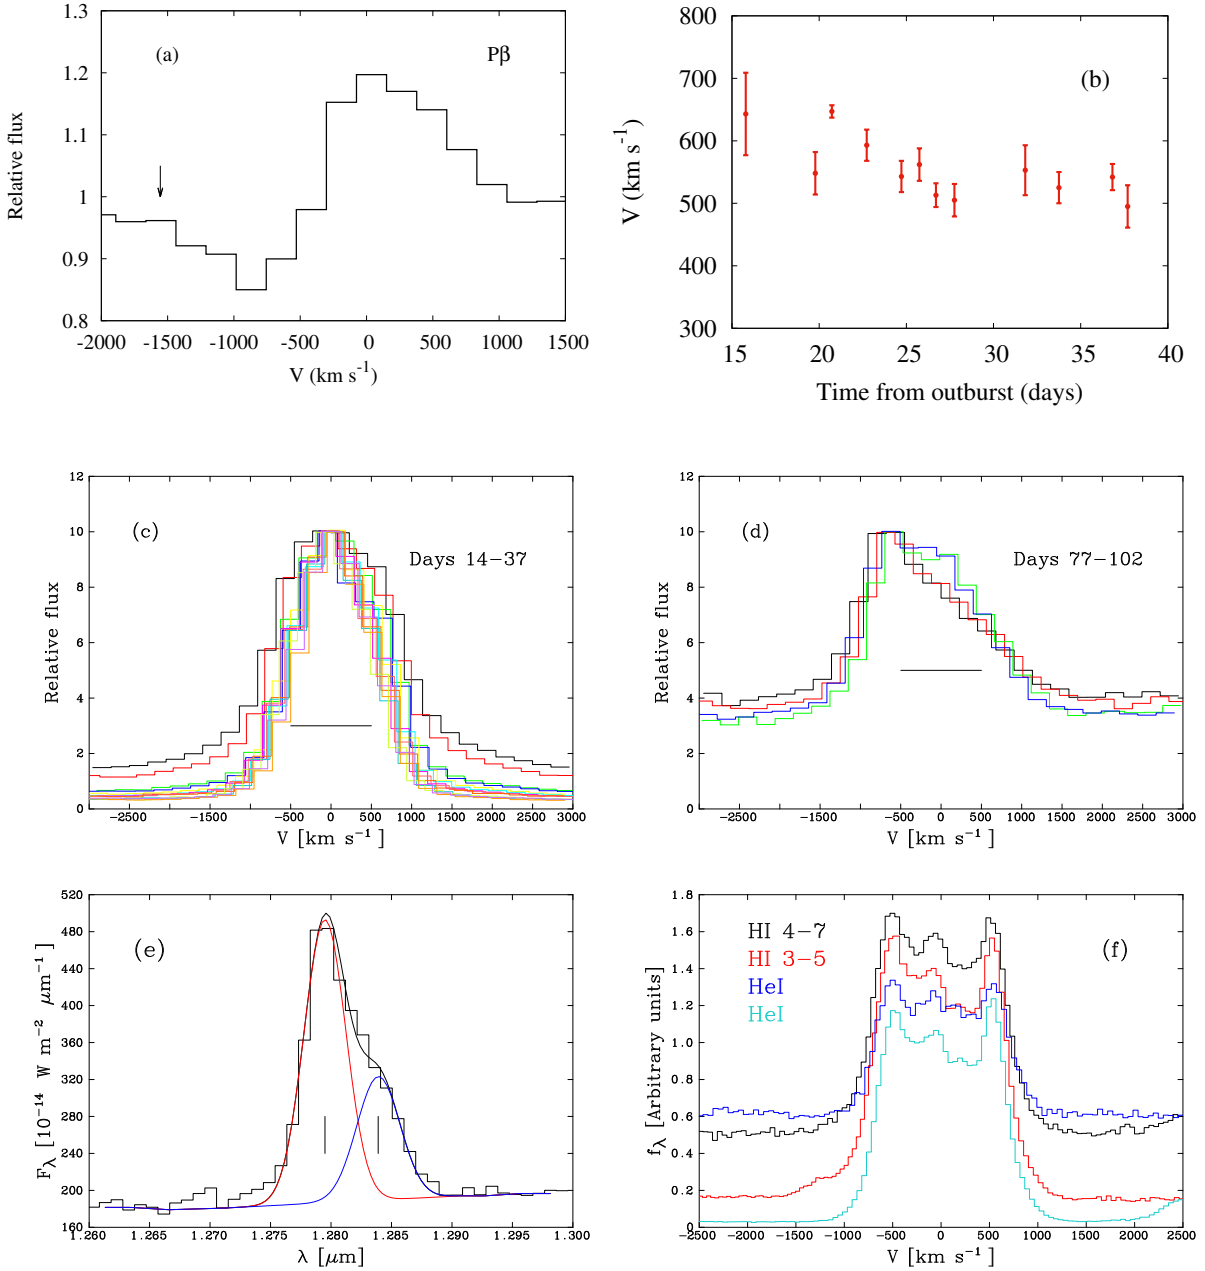 1.3
1.2
1.1
1
0.9
0.8
Relative flux
(a)
Pβ
-2000 -1500 -1000 -500 0 500 1000 1500
V (km s-1)
800
700
600
500
400
300
V (km s-1)
(b)
15 20 25 30 35 40
Time from outburst (days)
12
10
8
6
4
2
0
Relative flux
(c)
Days 14−37
−2500 −1500 −500 0 500 1000 1500 2000 2500 3000
V [km s−1]
12
10
8
6
4
2
0
Relative flux
(d)
Days 77−102
−2500 −1500 −500 0 500 1000 1500 2000 2500 3000
V [km s−1]
520
480
440
400
360
320
280
240
200
160
Fλ [10−14 W m−2 μm−1]
(e)
1.260 1.265 1.270 1.275 1.280 1.285 1.290 1.295 1.300
λ [μm]
1.8
1.6
1.4
1.2
1.0
0.8
0.6
0.4
0.2
0
fλ [Arbitrary units]
HI 4−7
HI 3−5
HeI
HeI
(f)
−2500 −2000 −1500 −1000 −500 0 500 1000 1500 2000 2500
V [km s−1]